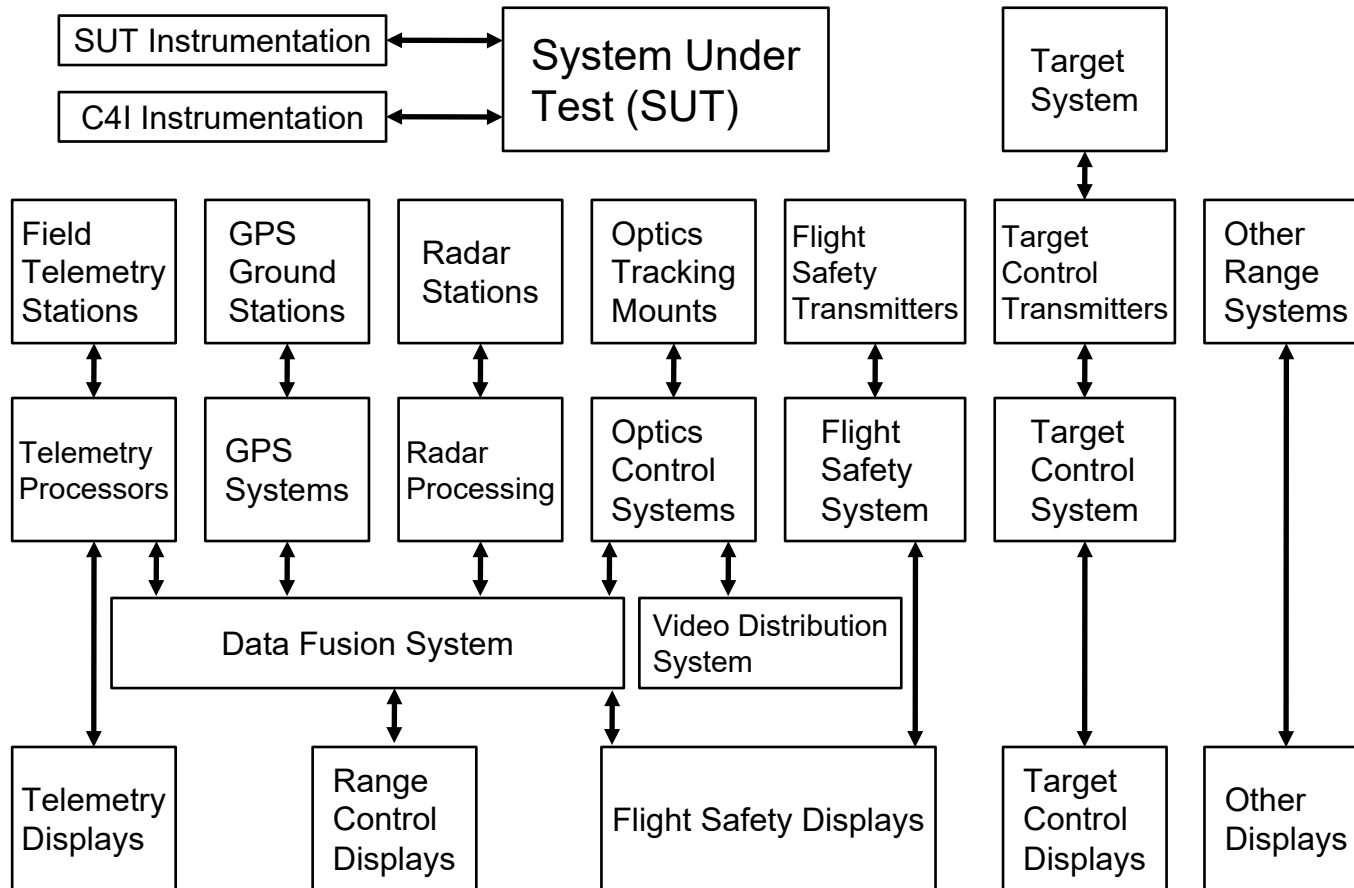 SUT Instrumentation
C4I Instrumentation
System Under
Test (SUT)
Target
System
Field
Telemetry
Stations
GPS
Ground
Stations
Radar
Stations
Optics
Tracking
Mounts
Flight
Safety
Transmitters
Target
Control
Transmitters
Other
Range
Systems
Telemetry
Processors
GPS
Systems
Radar
Processing
Optics
Control
Systems
Flight
Safety
System
Target
Control
System
Data Fusion System
Video Distribution
System
Telemetry
Displays
Range
Control
Displays
Flight Safety Displays
Target
Control
Displays
Other
Displays